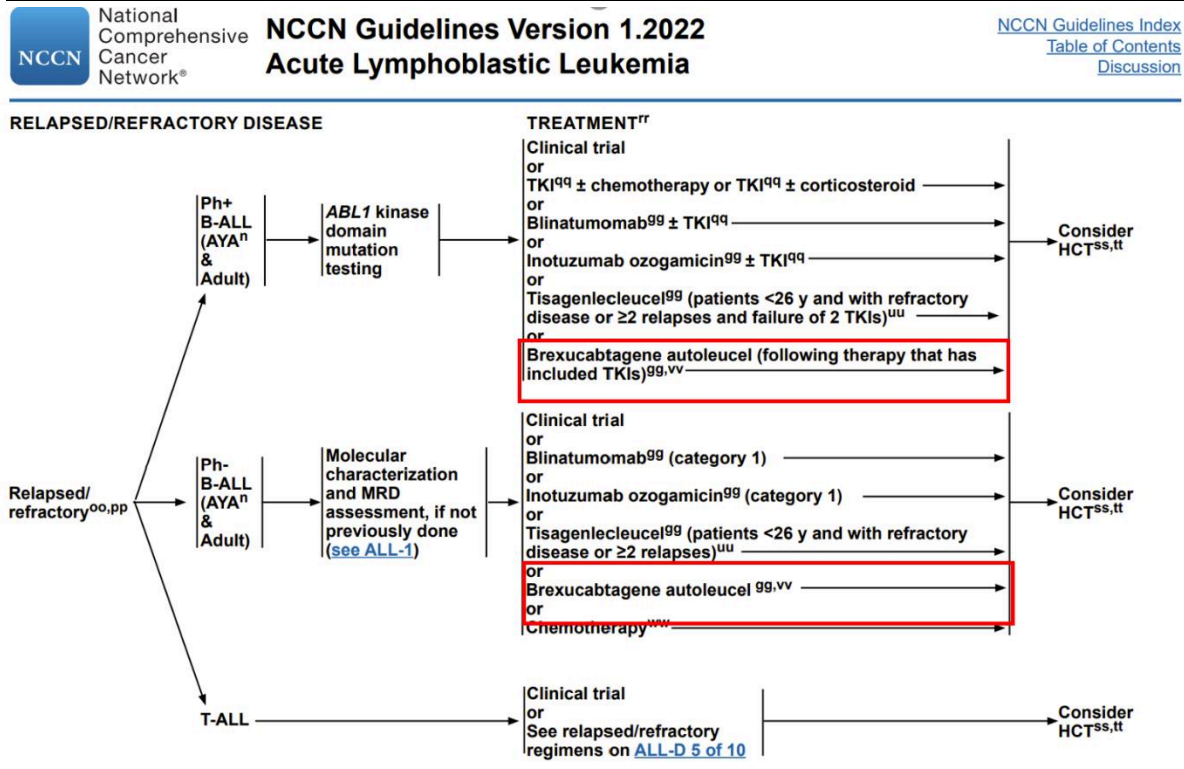 NCCN
National
Comprehensive
Cancer
Network®
NCCN Guidelines Version 1.2022
Acute Lymphoblastic Leukemia
NCCN Guidelines Index
Table of Contents
Discussion
RELAPSED/REFRACTORY DISEASE
TREATMENTrr
Relapsed/
refractoryoo,pp
Ph+
B-ALL
(AYAn
&
Adult)
ABL1 kinase
domain
mutation
testing
Clinical trial
or
TKIqq ± chemotherapy or TKIqq ± corticosteroid
or
Blinatumomabgg ± TKIqq
or
Inotuzumab ozogamicingg ± TKIqq
or
Tisagenlecleucelgg (patients <26 y and with refractory
disease or ≥2 relapses and failure of 2 TKIs)uu
or
Brexucabtagene autoleucel (following therapy that has
included TKIs)gg,vv
Consider
HCTss,tt
Ph-
B-ALL
(AYAn
&
Adult)
Molecular
characterization
and MRD
assessment, if not
previously done
(see ALL-1)
Clinical trial
or
Blinatumomabgg (category 1)
or
Inotuzumab ozogamicingg (category 1)
or
Tisagenlecleucelgg (patients <26 y and with refractory
disease or ≥2 relapses)uu
or
Brexucabtagene autoleucel gg,vv
or
Chemotherapyww
Consider
HCTss,tt
T-ALL
Clinical trial
or
See relapsed/refractory
regimens on ALL-D 5 of 10
Consider
HCTss,tt